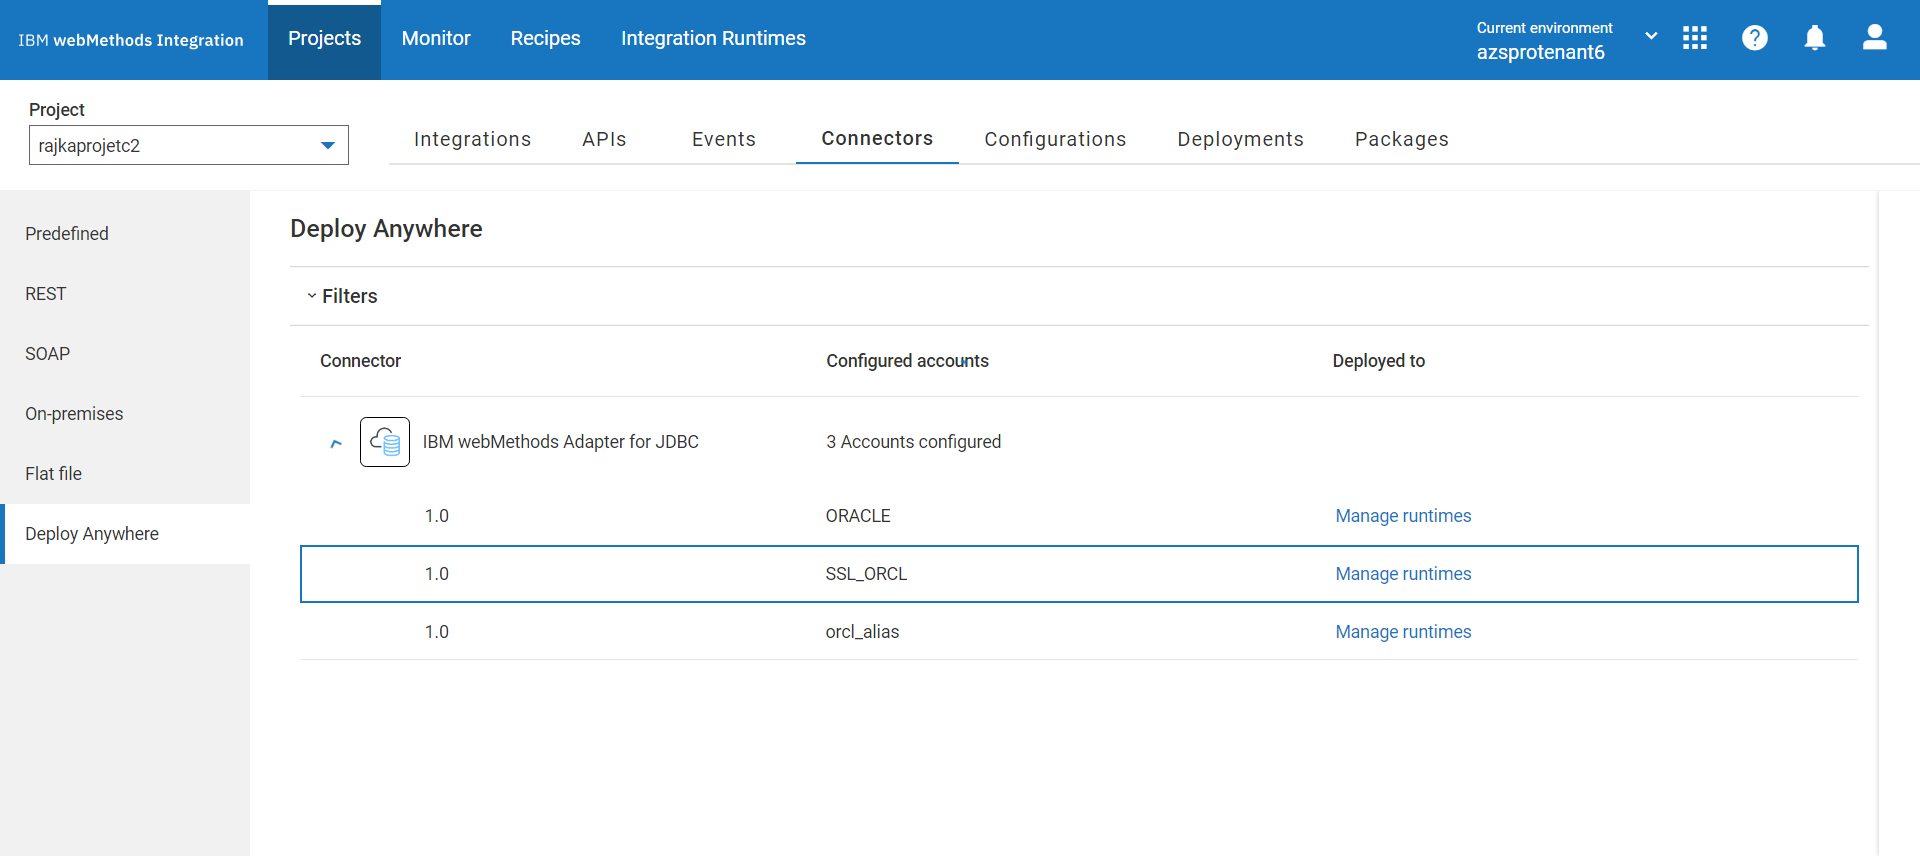 IBM webMethods Integration
Projects
Monitor
Recipes
Integration Runtimes
Current environment
azsprotenant6
Project
rajkaprojetc2
Integrations
APIs
Events
Connectors
Configurations
Deployments
Packages
Predefined
REST
SOAP
On-premises
Flat file
Deploy Anywhere
Deploy Anywhere
Filters
Connector
Configured accounts
Deployed to
IBM webMethods Adapter for JDBC
3 Accounts configured
1.0
ORACLE
Manage runtimes
1.0
SSL_ORCL
Manage runtimes
1.0
orcl_alias
Manage runtimes